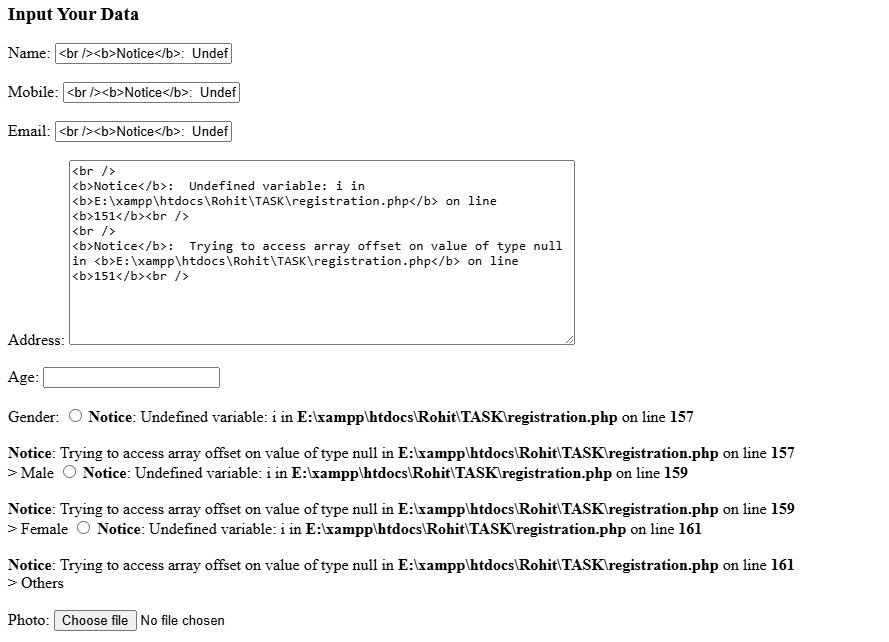 Input Your Data
Name: <br /><b>Notice</b>:  Undef
Mobile: <br /><b>Notice</b>:  Undef
Email: <br /><b>Notice</b>:  Undef
<br />
<b>Notice</b>:  Undefined variable: i in
<b>E:\xampp\htdocs\Rohit\TASK\registration.php</b> on line
<b>151</b><br />
<br />
<b>Notice</b>:  Trying to access array offset on value of type null
in <b>E:\xampp\htdocs\Rohit\TASK\registration.php</b> on line
<b>151</b><br />
Address:
Age:
Gender: Notice: Undefined variable: i in E:\xampp\htdocs\Rohit\TASK\registration.php on line 157
Notice: Trying to access array offset on value of type null in E:\xampp\htdocs\Rohit\TASK\registration.php on line 157
> Male Notice: Undefined variable: i in E:\xampp\htdocs\Rohit\TASK\registration.php on line 159
Notice: Trying to access array offset on value of type null in E:\xampp\htdocs\Rohit\TASK\registration.php on line 159
> Female Notice: Undefined variable: i in E:\xampp\htdocs\Rohit\TASK\registration.php on line 161
Notice: Trying to access array offset on value of type null in E:\xampp\htdocs\Rohit\TASK\registration.php on line 161
> Others
Photo: Choose file No file chosen